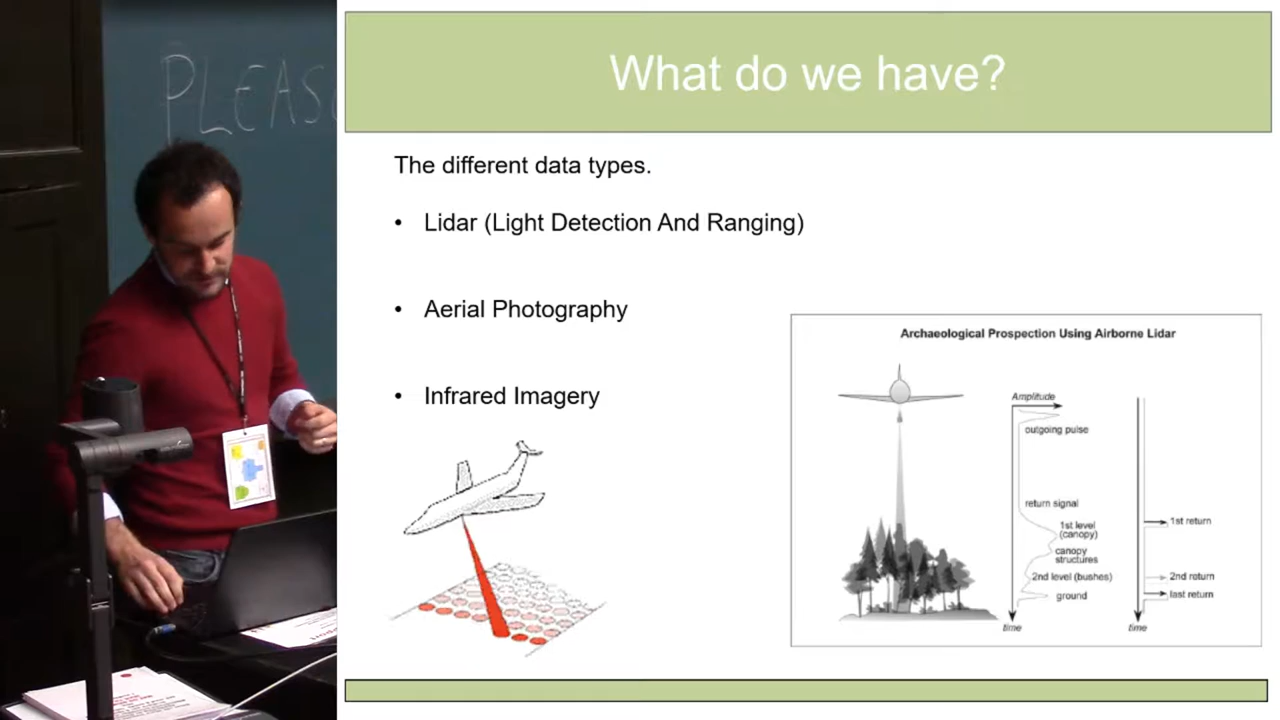 PLEAS
What do we have?
The different data types.
• Lidar (Light Detection And Ranging)
• Aerial Photography
• Infrared Imagery
Archaeological Prospection Using Airborne Lidar
Amplitude
outgoing pulse
return signal
1st level
(canopy)
canopy
structures
2nd level (bushes)
ground
time
1st return
2nd return
last return
time